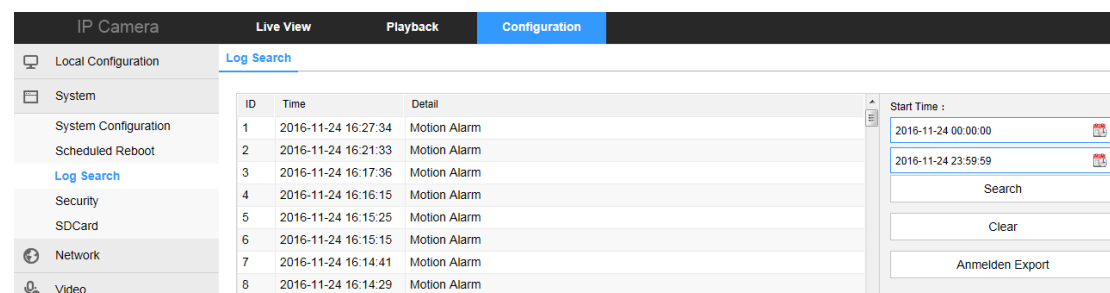 IP Camera Live View Playback Configuration
Local Configuration
System
System Configuration
Scheduled Reboot
Log Search
Security
SDCard
Network
Video
Log Search
ID Time Detail
1 2016-11-24 16:27:34 Motion Alarm
2 2016-11-24 16:21:33 Motion Alarm
3 2016-11-24 16:17:36 Motion Alarm
4 2016-11-24 16:16:15 Motion Alarm
5 2016-11-24 16:15:25 Motion Alarm
6 2016-11-24 16:15:15 Motion Alarm
7 2016-11-24 16:14:41 Motion Alarm
8 2016-11-24 16:14:29 Motion Alarm
Start Time :
2016-11-24 00:00:00
2016-11-24 23:59:59
Search
Clear
Anmelden Export